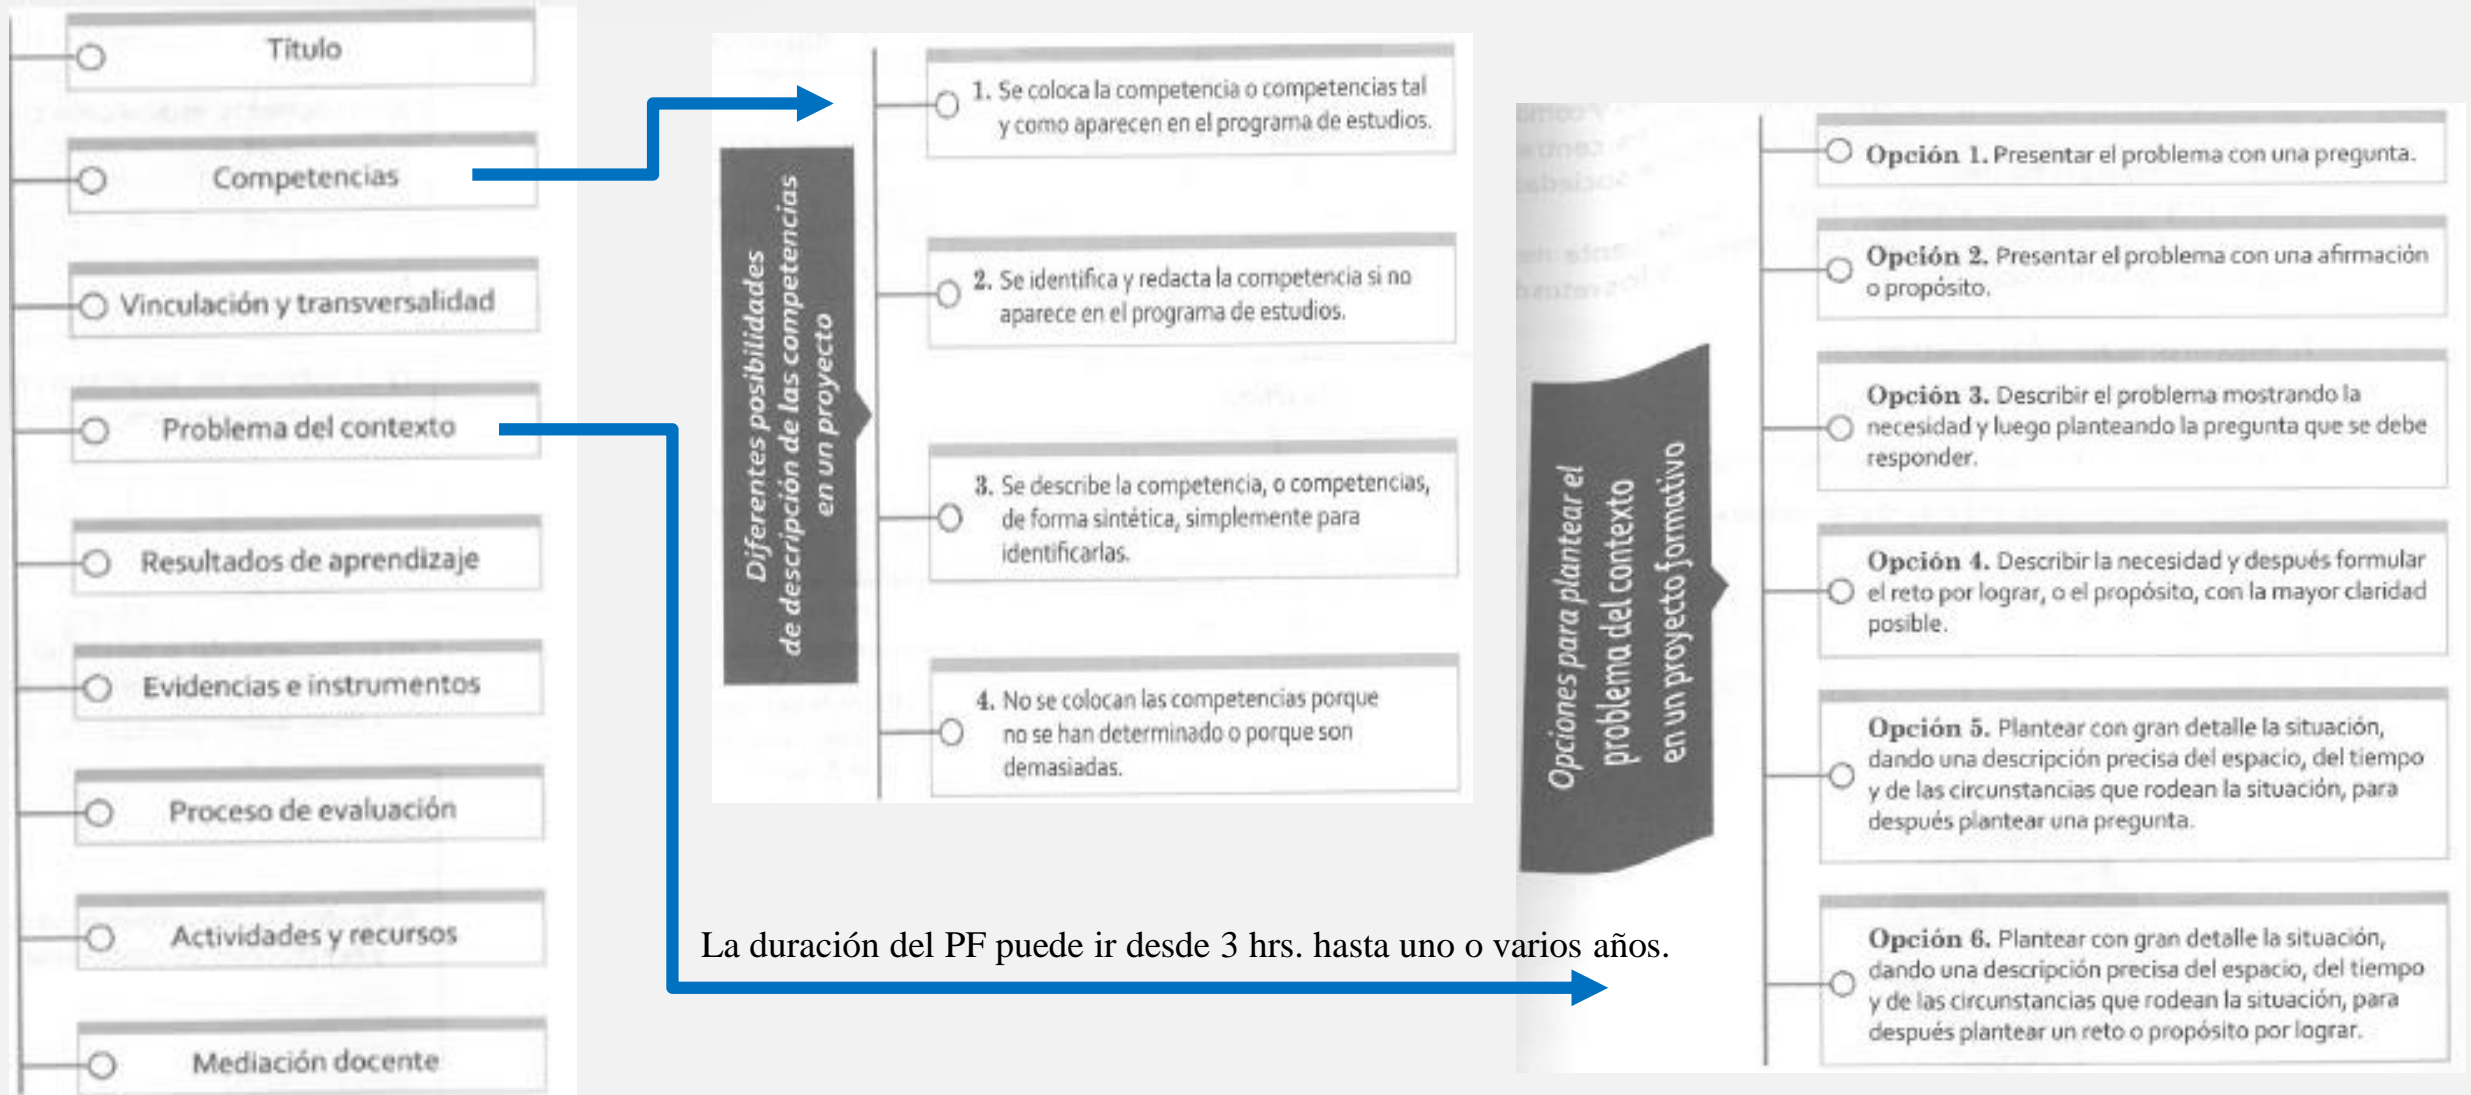 Título
Competencias
Vinculación y transversalidad
Problema del contexto
Resultados de aprendizaje
Evidencias e instrumentos
Proceso de evaluación
Actividades y recursos
Mediación docente
Diferentes posibilidades
de descripción de las competencias
en un proyecto
1. Se coloca la competencia o competencias tal
y como aparecen en el programa de estudios.
2. Se identifica y redacta la competencia si no
aparece en el programa de estudios.
3. Se describe la competencia, o competencias,
de forma sintética, simplemente para
identificarlas.
4. No se colocan las competencias porque
no se han determinado o porque son
demasiadas.
La duración del PF puede ir desde 3 hrs. hasta uno o varios años.
Opciones para plantear el
problema del contexto
en un proyecto formativo
Opción 1. Presentar el problema con una pregunta.
Opción 2. Presentar el problema con una afirmación
o propósito.
Opción 3. Describir el problema mostrando la
necesidad y luego planteando la pregunta que se debe
responder.
Opción 4. Describir la necesidad y después formular
el reto por lograr, o el propósito, con la mayor claridad
posible.
Opción 5. Plantear con gran detalle la situación,
dando una descripción precisa del espacio, del tiempo
y de las circunstancias que rodean la situación, para
después plantear una pregunta.
Opción 6. Plantear con gran detalle la situación,
dando una descripción precisa del espacio, del tiempo
y de las circunstancias que rodean la situación, para
después plantear un reto o propósito por lograr.